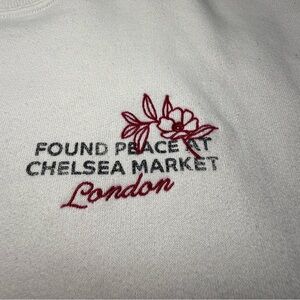 FOUND PEACE AT
CHELSEA MARKET
London